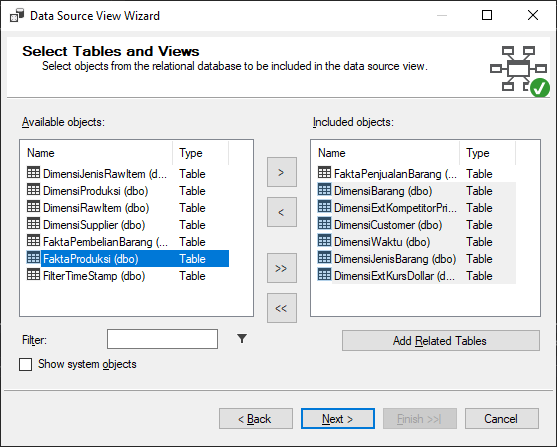 Data Source View Wizard
Select Tables and Views
Select objects from the relational database to be included in the data source view.
Available objects:
Name Type
DimensiJenisRawItem (db... Table
DimensiProduksi (dbo) Table
DimensiRawItem (dbo) Table
DimensiSupplier (dbo) Table
FaktaPembelianBarang (... Table
FaktaProduksi (dbo) Table
FilterTimeStamp (dbo) Table
>
<
>>
<<
Included objects:
Name Type
FaktaPenjualanBarang (... Table
DimensiBarang (dbo) Table
DimensiExtKompetitorPri... Table
DimensiCustomer (dbo) Table
DimensiWaktu (dbo) Table
DimensiJenisBarang (dbo) Table
DimensiExtKursDollar (d... Table
Filter:
Add Related Tables
Show system objects
< Back
Next >
Finish >>|
Cancel